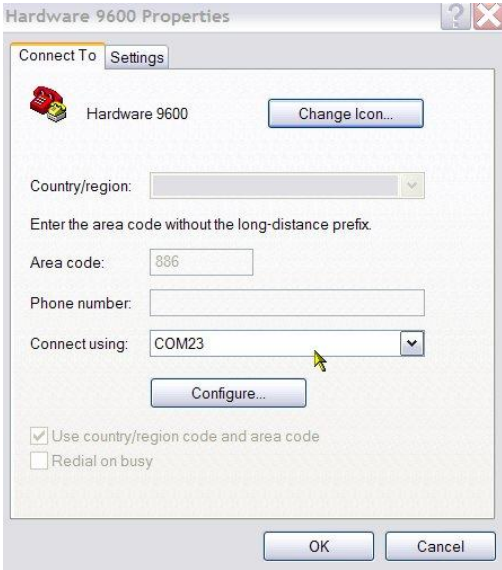 Hardware 9600 Properties
Connect To Settings
Hardware 9600 Change Icon...
Country/region:
Enter the area code without the long-distance prefix.
Area code: 886
Phone number:
Connect using: COM23
Configure...
Use country/region code and area code
Redial on busy
OK Cancel